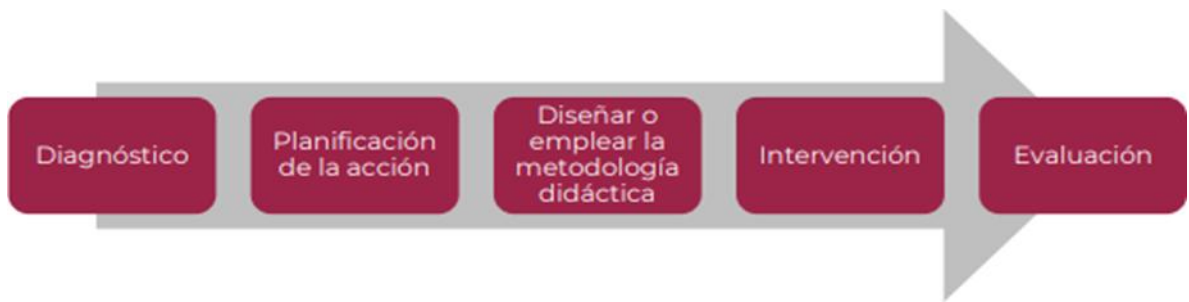 Diagnóstico
Planificación
de la acción
Diseñar o
emplear la
metodología
didáctica
Intervención
Evaluación